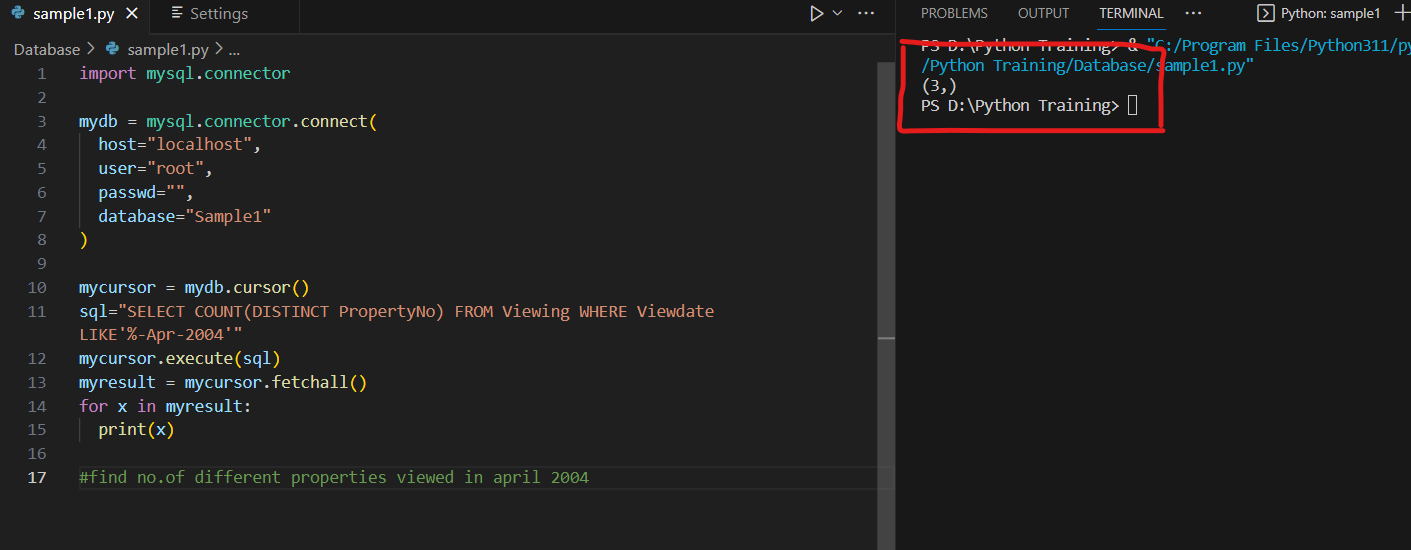 sample1.py
Settings
PROBLEMS OUTPUT TERMINAL ... Python: sample1
Database > sample1.py > ...
1 import mysql.connector
2
3 mydb = mysql.connector.connect(
4 host="localhost",
5 user="root",
6 passwd="",
7 database="Sample1"
8 )
9
10 mycursor = mydb.cursor()
11 sql="SELECT COUNT(DISTINCT PropertyNo) FROM Viewing WHERE Viewdate
LIKE'%-Apr-2004'"
12 mycursor.execute(sql)
13 myresult = mycursor.fetchall()
14 for x in myresult:
15 print(x)
16
17 #find no.of different properties viewed in april 2004
PS D:\Python Training> & "C:/Program Files/Python311/py
/Python Training/Database/sample1.py"
(3,)
PS D:\Python Training>